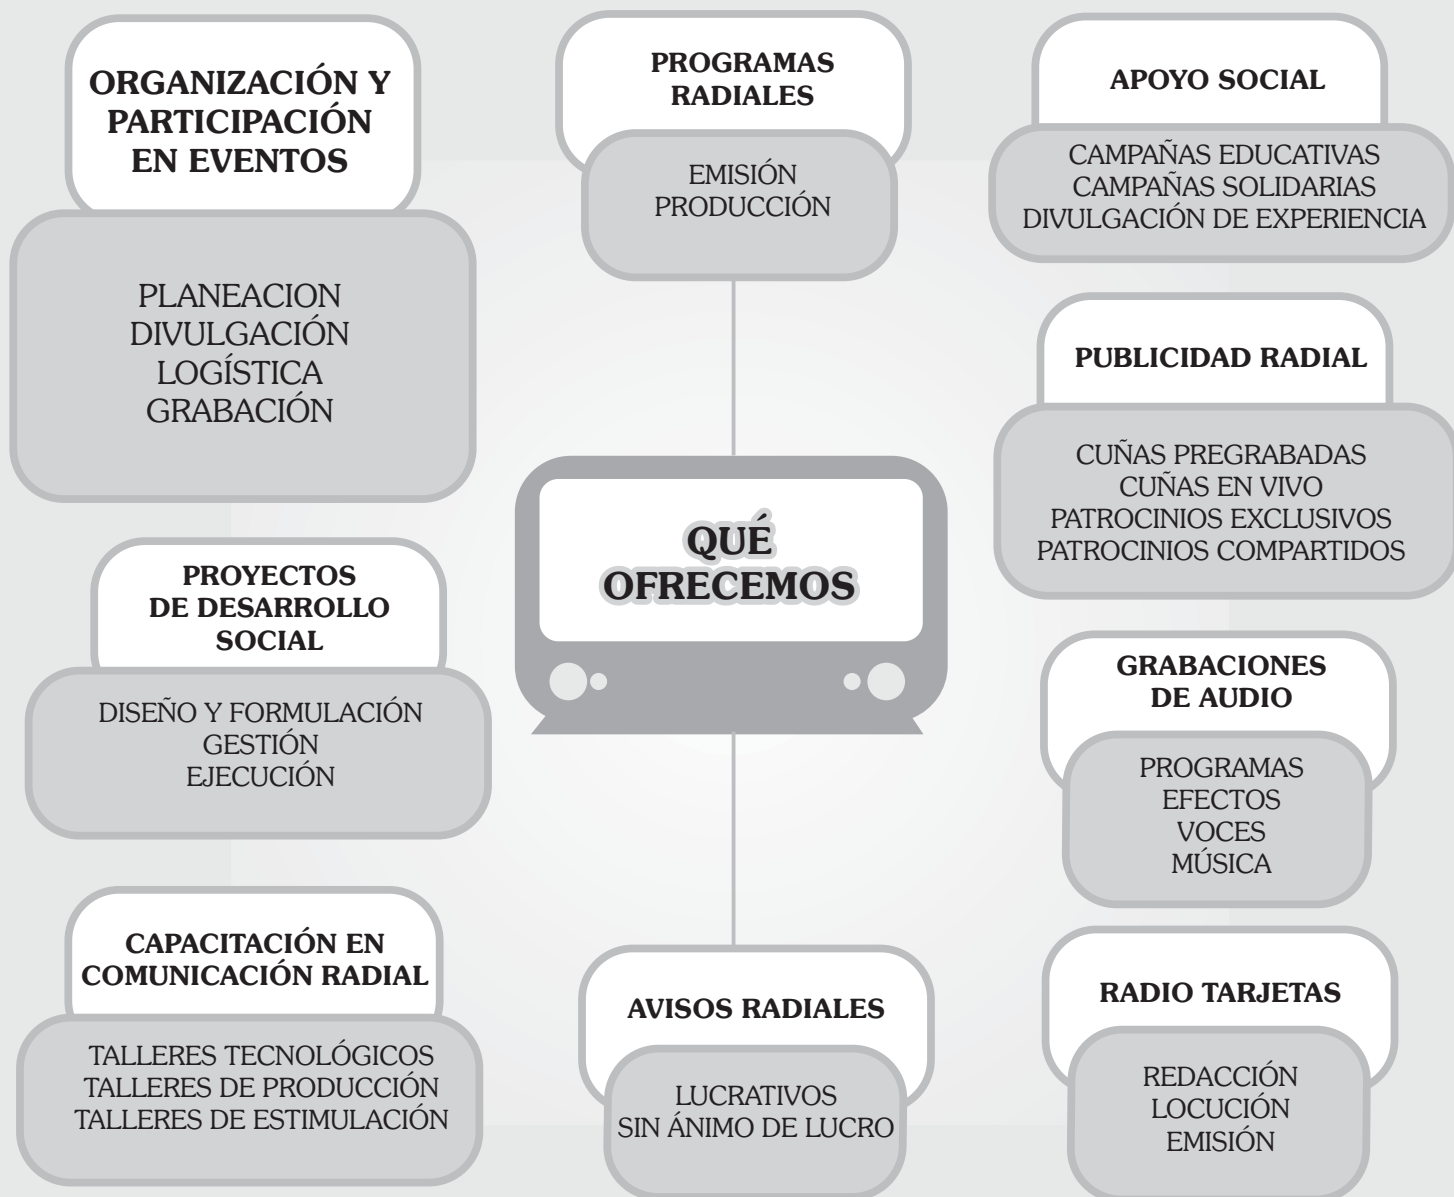 ORGANIZACIÓN Y
PARTICIPACIÓN
EN EVENTOS
PLANEACION
DIVULGACIÓN
LOGÍSTICA
GRABACIÓN
PROYECTOS
DE DESARROLLO
SOCIAL
DISEÑO Y FORMULACIÓN
GESTIÓN
EJECUCIÓN
CAPACITACIÓN EN
COMUNICACIÓN RADIAL
TALLERES TECNOLÓGICOS
TALLERES DE PRODUCCIÓN
TALLERES DE ESTIMULACIÓN
PROGRAMAS
RADIALES
EMISIÓN
PRODUCCIÓN
QUÉ
OFRECEMOS
AVISOS RADIALES
LUCRATIVOS
SIN ÁNIMO DE LUCRO
APOYO SOCIAL
CAMPAÑAS EDUCATIVAS
CAMPAÑAS SOLIDARIAS
DIVULGACIÓN DE EXPERIENCIA
PUBLICIDAD RADIAL
CUÑAS PREGRABADAS
CUÑAS EN VIVO
PATROCINIOS EXCLUSIVOS
PATROCINIOS COMPARTIDOS
GRABACIONES
DE AUDIO
PROGRAMAS
EFECTOS
VOCES
MÚSICA
RADIO TARJETAS
REDACCIÓN
LOCUCIÓN
EMISIÓN